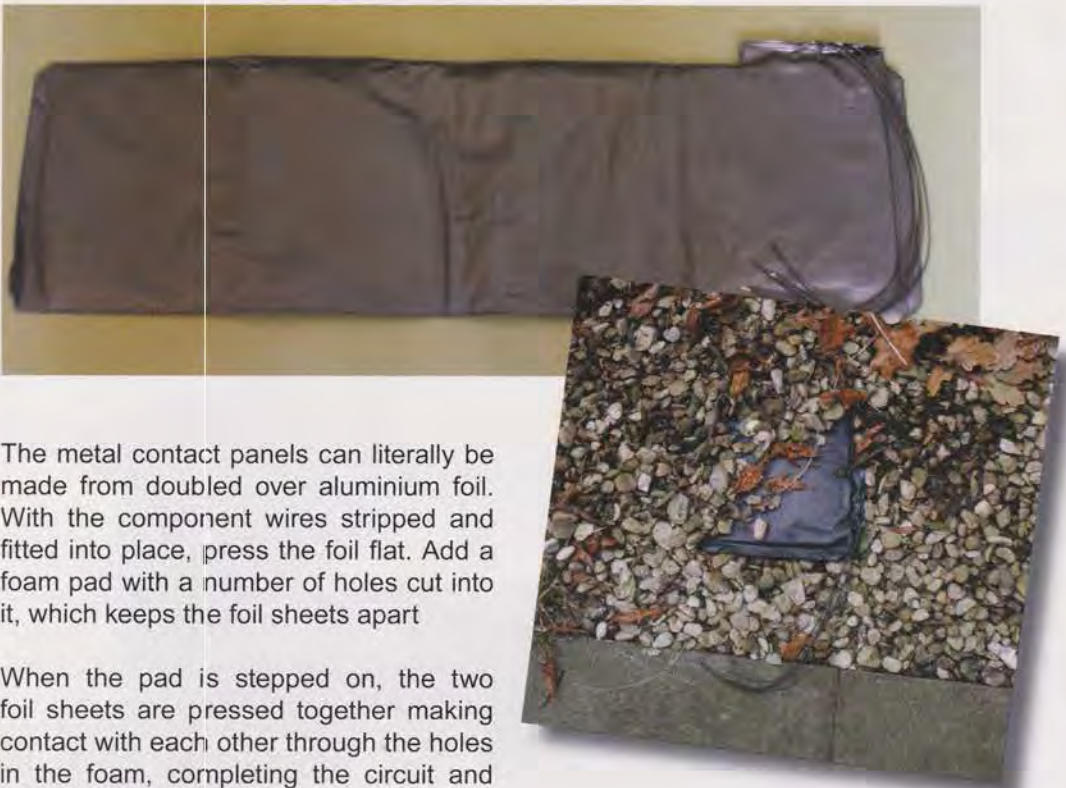 The metal contact panels can literally be
made from doubled over aluminium foil.
With the component wires stripped and
fitted into place, press the foil flat. Add a
foam pad with a number of holes cut into
it, which keeps the foil sheets apart
When the pad is stepped on, the two
foil sheets are pressed together making
contact with each other through the holes
in the foam, completing the circuit and